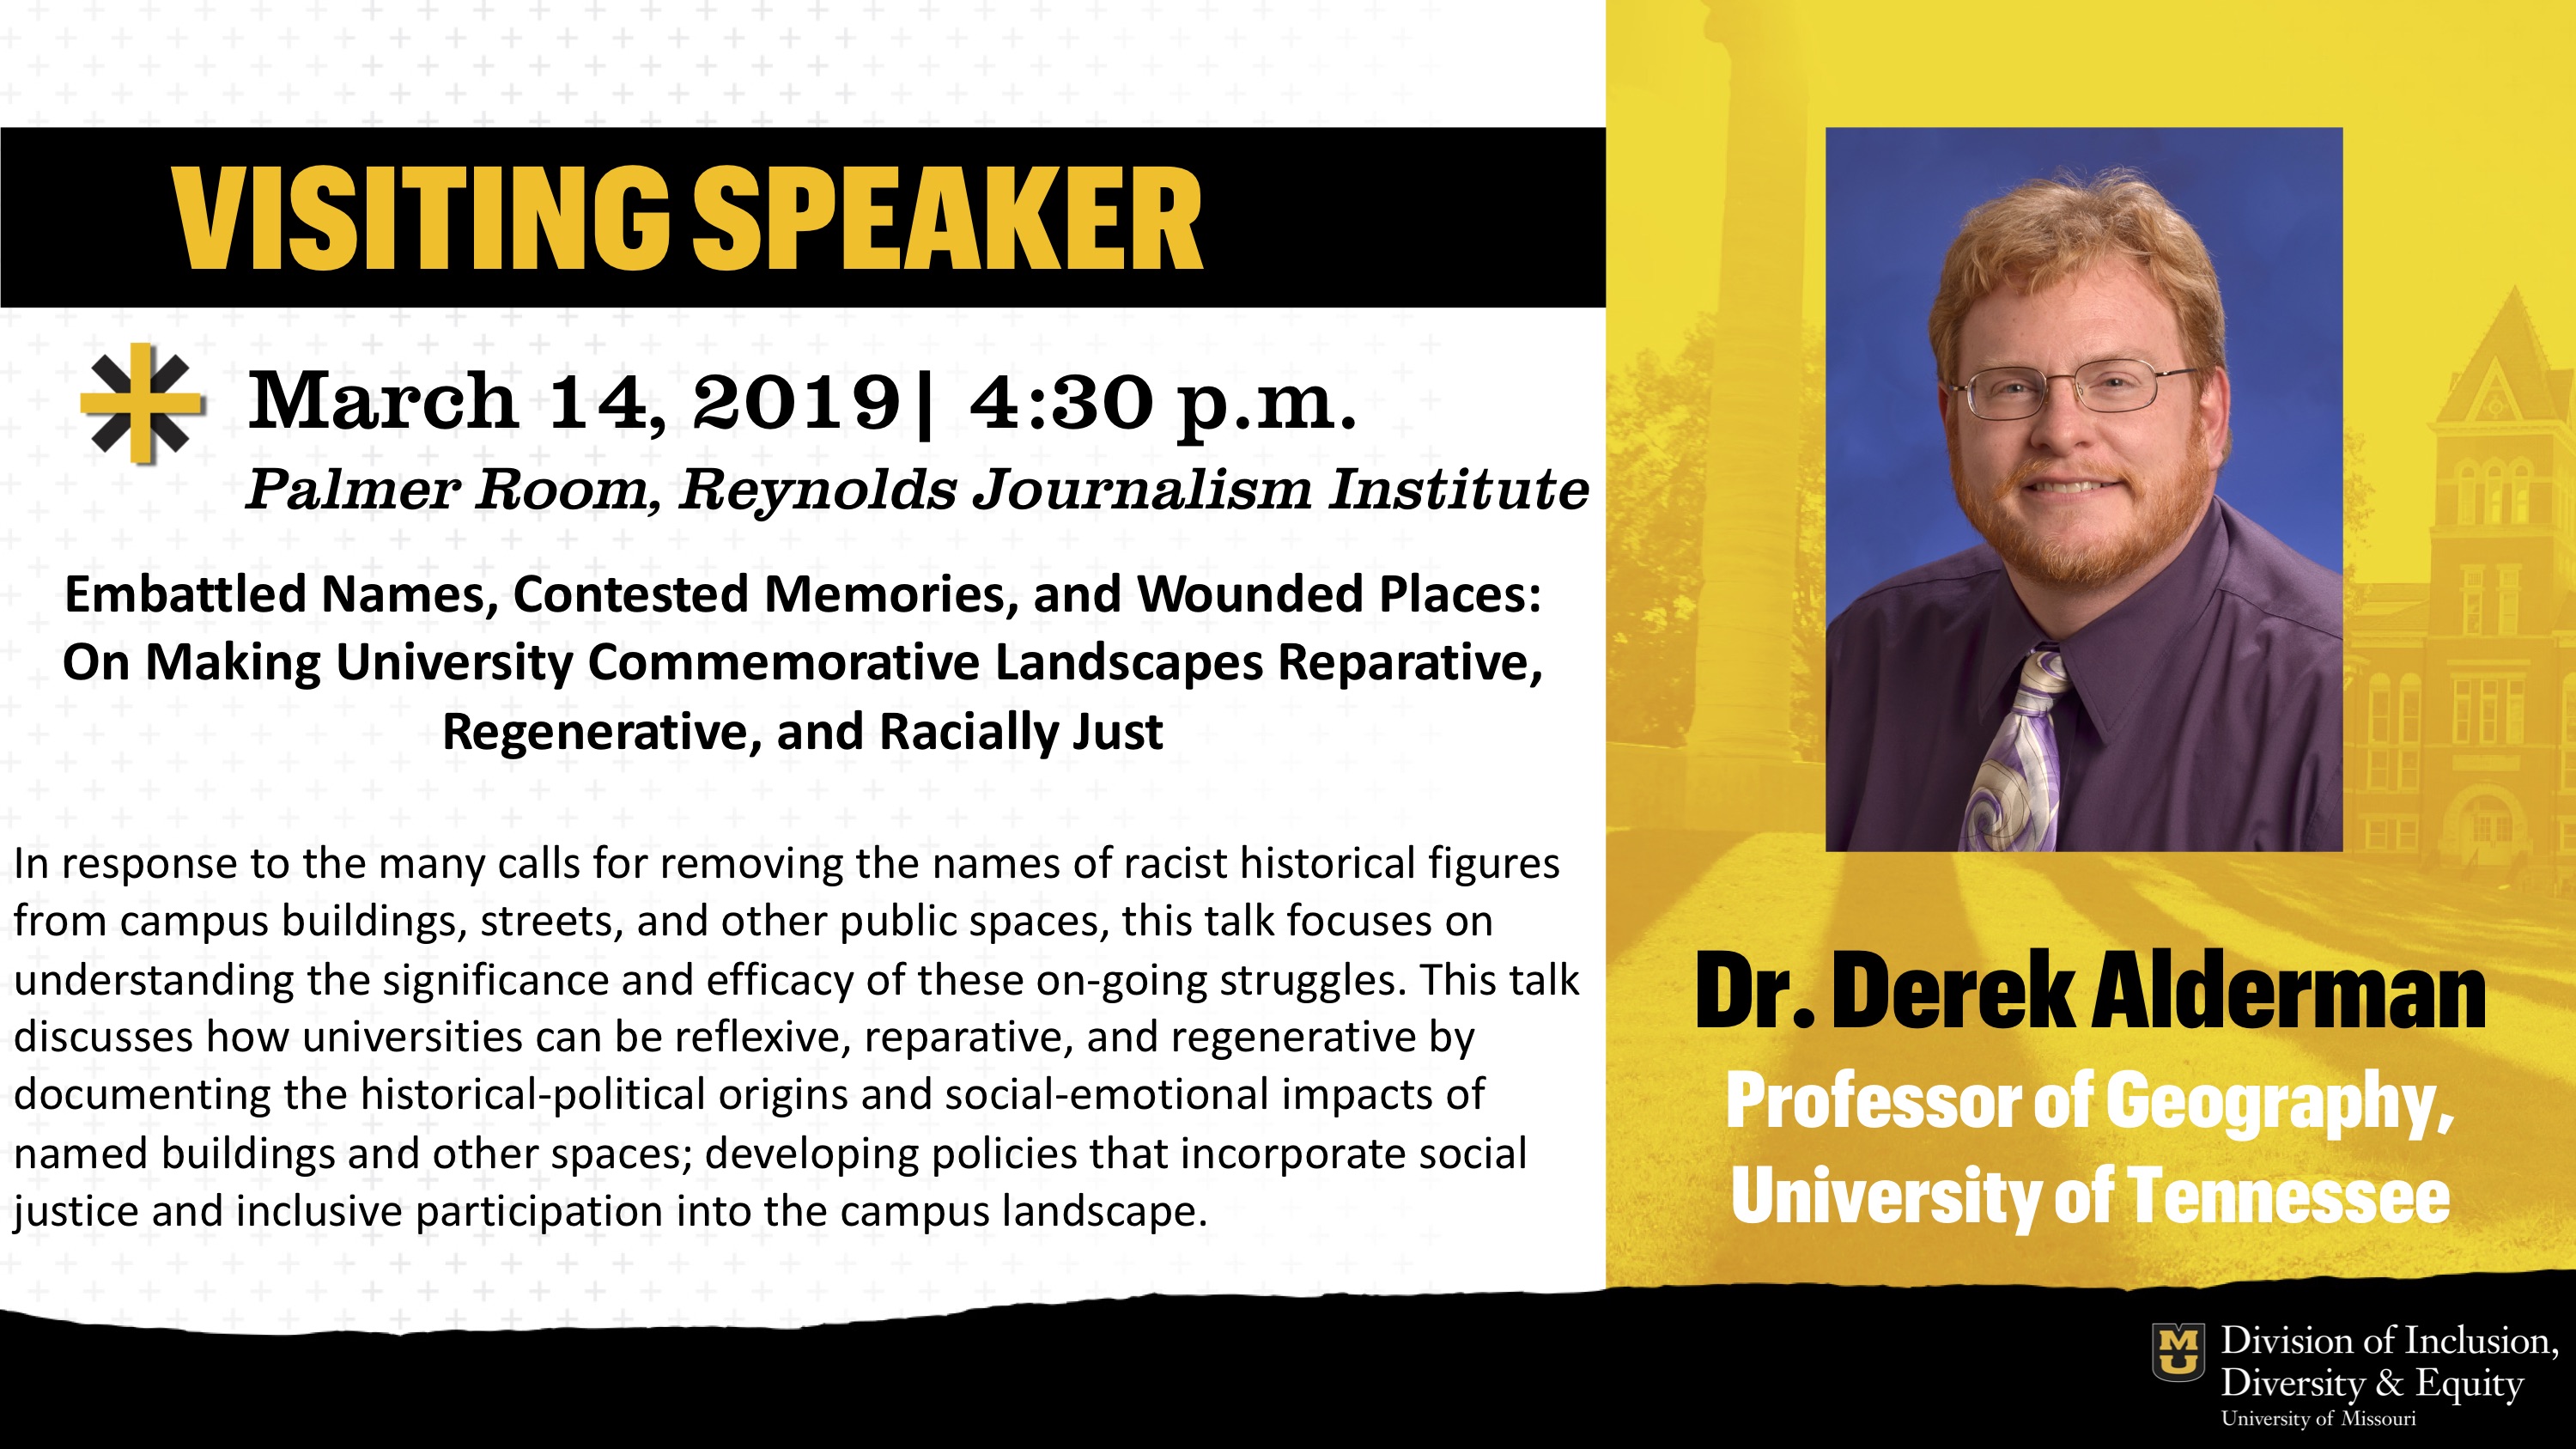 VISITING SPEAKER
March 14, 2019| 4:30 p.m.
Palmer Room, Reynolds Journalism Institute
Embattled Names, Contested Memories, and Wounded Places:
On Making University Commemorative Landscapes Reparative,
Regenerative, and Racially Just
In response to the many calls for removing the names of racist historical figures
from campus buildings, streets, and other public spaces, this talk focuses on
understanding the significance and efficacy of these on-going struggles. This talk
discusses how universities can be reflexive, reparative, and regenerative by
documenting the historical-political origins and social-emotional impacts of
named buildings and other spaces; developing policies that incorporate social
justice and inclusive participation into the campus landscape.
Dr. Derek Alderman
Professor of Geography,
University of Tennessee
MU
Division of Inclusion,
Diversity & Equity
University of Missouri